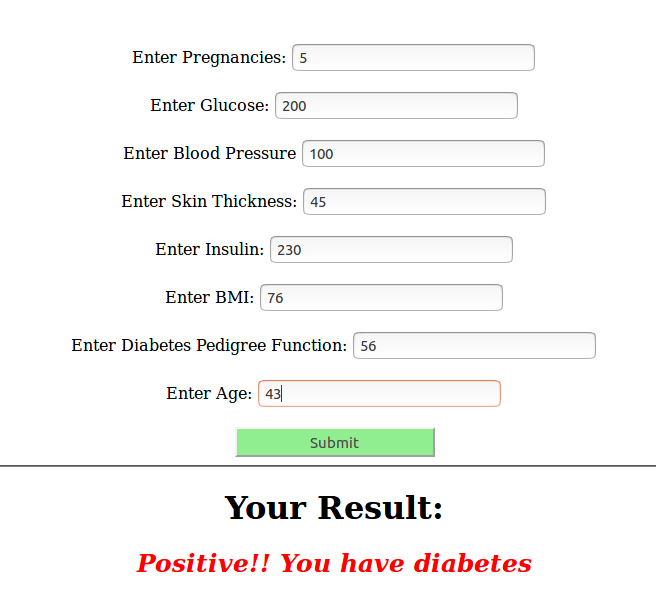 Enter Pregnancies: 5
Enter Glucose: 200
Enter Blood Pressure 100
Enter Skin Thickness: 45
Enter Insulin: 230
Enter BMI: 76
Enter Diabetes Pedigree Function: 56
Enter Age: 43
Submit
Your Result:
Positive!! You have diabetes